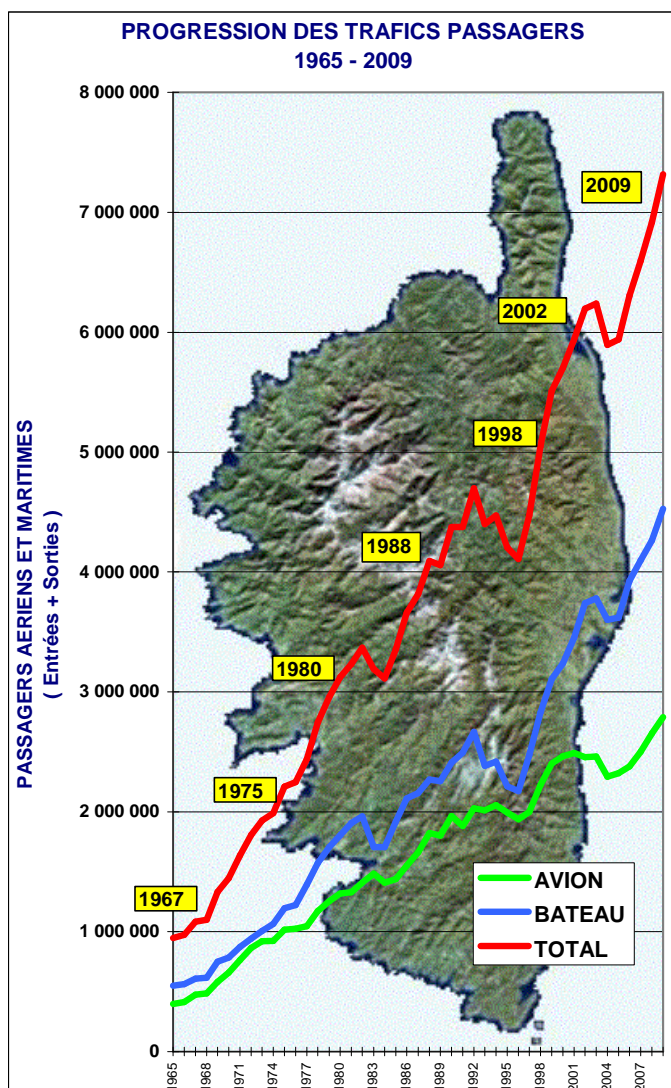 PROGRESSION DES TRAFICS PASSAGERS
1965 - 2009
PASSAGERS AERIENS ET MARITIMES
( Entrées + Sorties )
8 000 000
7 000 000
6 000 000
5 000 000
4 000 000
3 000 000
2 000 000
1 000 000
0
2009
2002
1998
1988
1980
1975
1967
AVION
BATEAU
TOTAL
1965
1968
1971
1974
1977
1980
1983
1986
1989
1992
1995
1998
2001
2004
2007